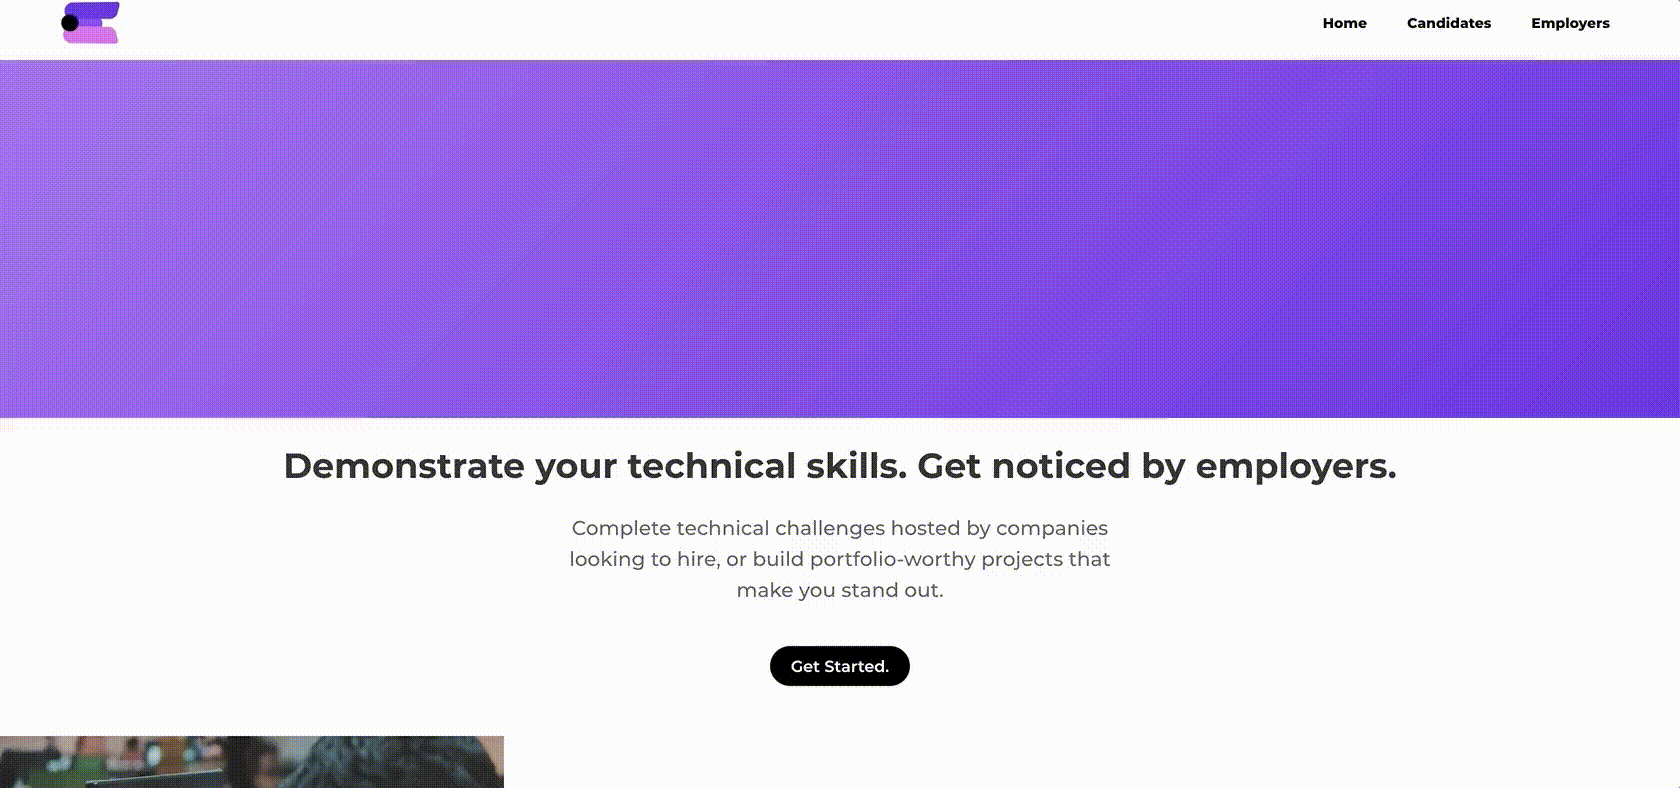 Home Candidates Employers
Demonstrate your technical skills. Get noticed by employers.
Complete technical challenges hosted by companies
looking to hire, or build portfolio-worthy projects that
make you stand out.
Get Started.